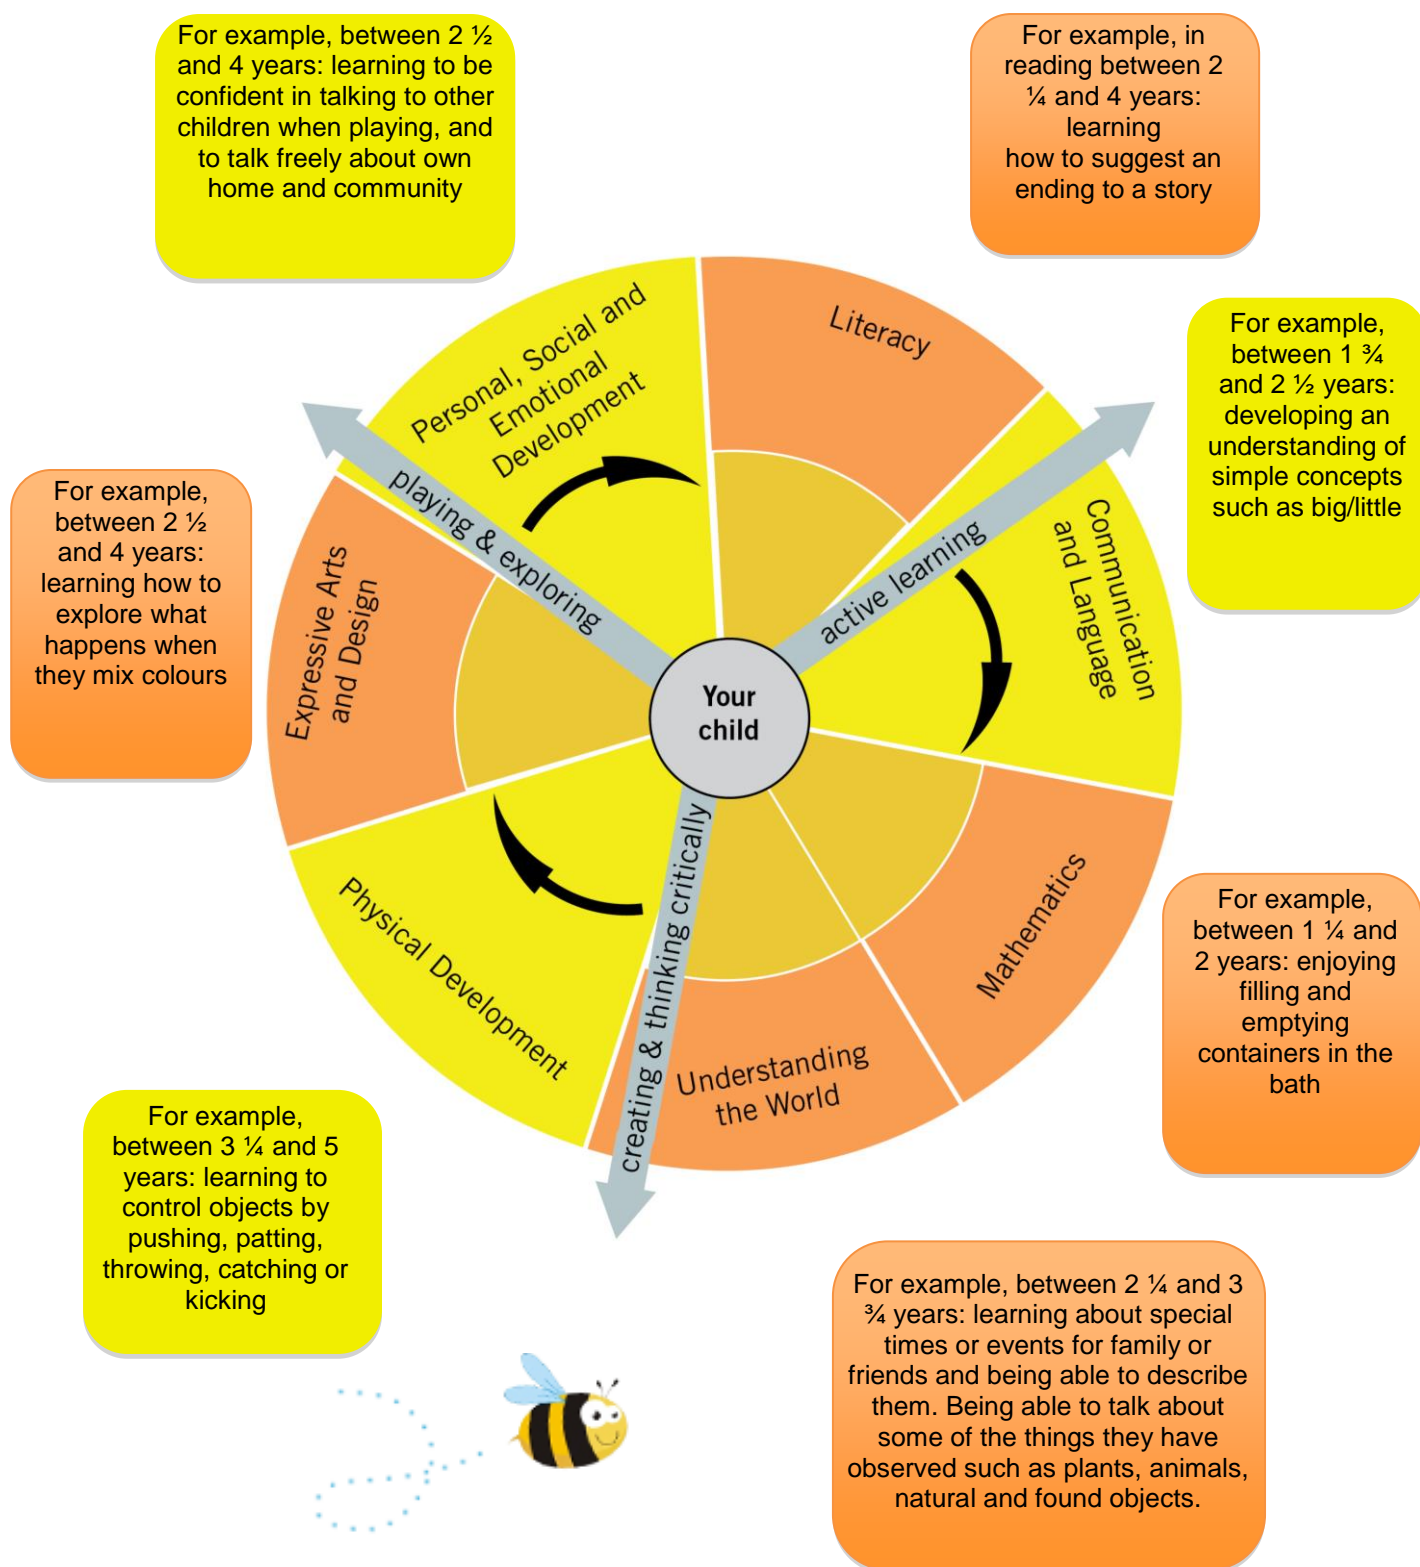 For example, between 2 ½
and 4 years: learning to be
confident in talking to other
children when playing, and
to talk freely about own
home and community
For example, in
reading between 2
¼ and 4 years:
learning
how to suggest an
ending to a story
For example,
between 1 ¾
and 2 ½ years:
developing an
understanding of
simple concepts
such as big/little
For example,
between 2 ½
and 4 years:
learning how to
explore what
happens when
they mix colours
Personal, Social and
Emotional
Development
Literacy
Communication
and Language
Mathematics
Understanding
the World
Physical Development
Expressive Arts
and Design
playing & exploring
active learning
creating & thinking critically
Your
child
For example,
between 1 ¼ and
2 years: enjoying
filling and
emptying
containers in the
bath
For example,
between 3 ¼ and 5
years: learning to
control objects by
pushing, patting,
throwing, catching or
kicking
For example, between 2 ¼ and 3
¾ years: learning about special
times or events for family or
friends and being able to describe
them. Being able to talk about
some of the things they have
observed such as plants, animals,
natural and found objects.